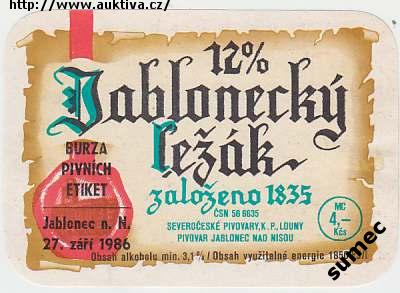 http://www.auktiva.cz/
12%
Jablonecký
ležák
založeno 1835
BURZA
PIVNÍCH
ETIKET
Jablonec n. N.
27. září 1986
ČSN 56 6635
SEVEROČESKÉ PIVOVARY, K. P., LOUNY
PIVOVAR JABLONEC NAD NISOU
MC
4,–
Kčs
Obsah alkoholu min. 3,1% / Obsah využitelné energie
sumec